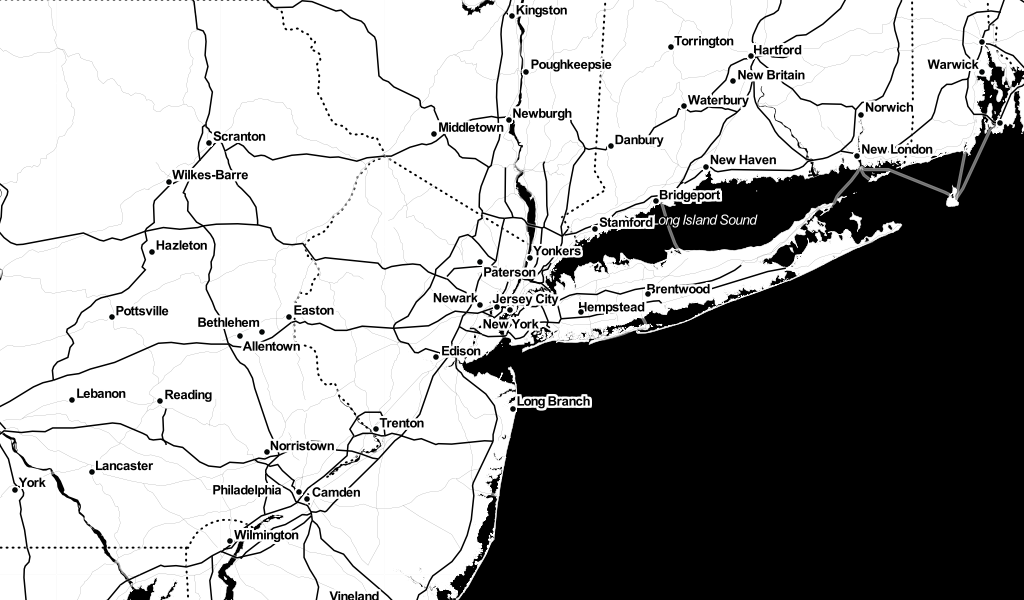 Kingston
Torrington
Hartford
Poughkeepsie
Warwick
New Britain
Waterbury
Norwich
Newburgh
Middletown
Scranton
Danbury
New London
New Haven
Wilkes-Barre
Bridgeport
Stamford
Long Island Sound
Hazleton
Yonkers
Paterson
Brentwood
Newark
Jersey City
Hempstead
Pottsville
Easton
Bethlehem
New York
Allentown
Edison
Lebanon
Reading
Long Branch
Trenton
Norristown
Lancaster
York
Philadelphia
Camden
Wilmington
Vineland